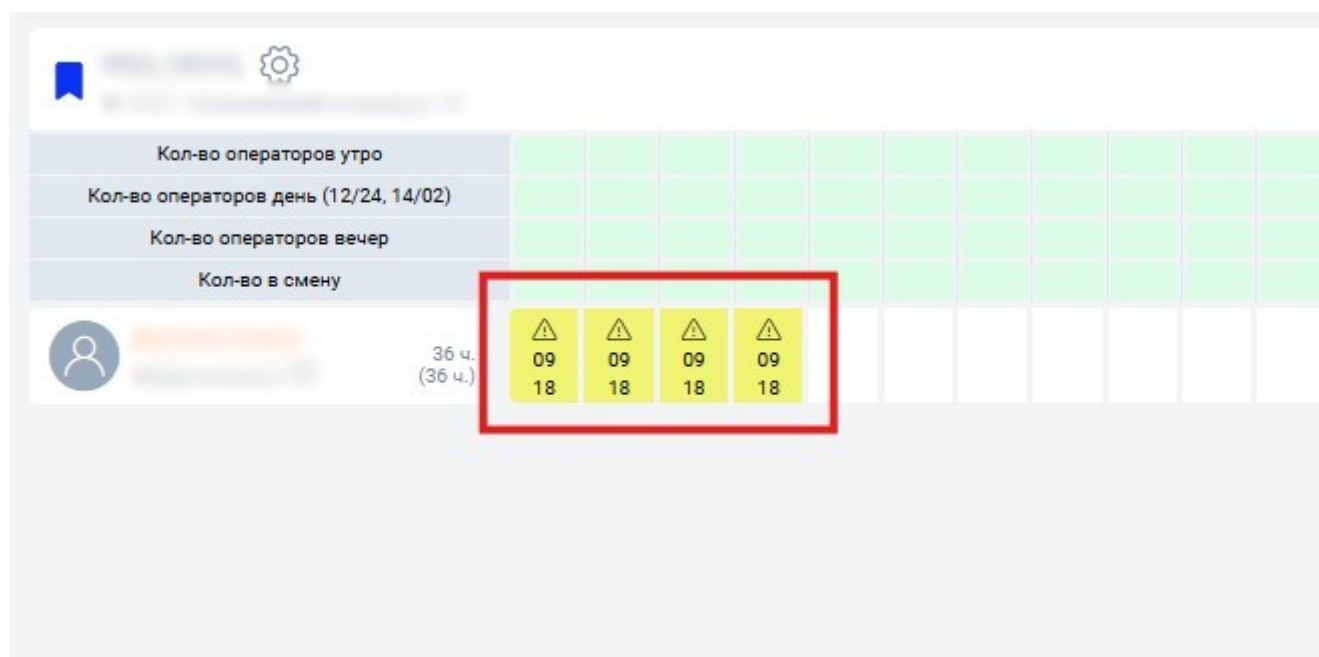 Кол-во операторов утро
Кол-во операторов день (12/24, 14/02)
Кол-во операторов вечер
Кол-во в смену
36 ч.
(36 ч.)
09 09 09 09
18 18 18 18